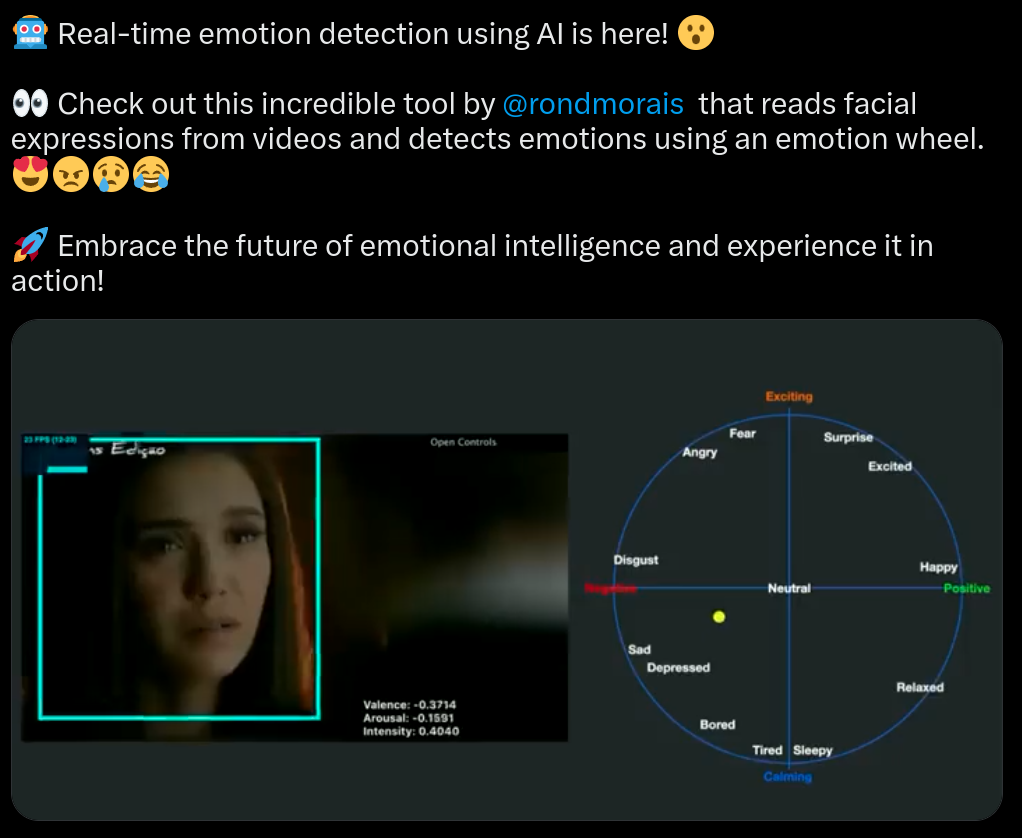 🤖 Real-time emotion detection using AI is here! 😮
👀 Check out this incredible tool by @rondmorais that reads facial
expressions from videos and detects emotions using an emotion wheel.
😍😠😢😂
🚀 Embrace the future of emotional intelligence and experience it in
action!
23 FPS (12-23)
Edição
Open Controls
Valence: -0.3714
Arousal: -0.1591
Intensity: 0.4040
Exciting
Fear
Surprise
Angry
Excited
Disgust
Happy
Negative
Neutral
Positive
Sad
Depressed
Relaxed
Bored
Tired
Sleepy
Calming